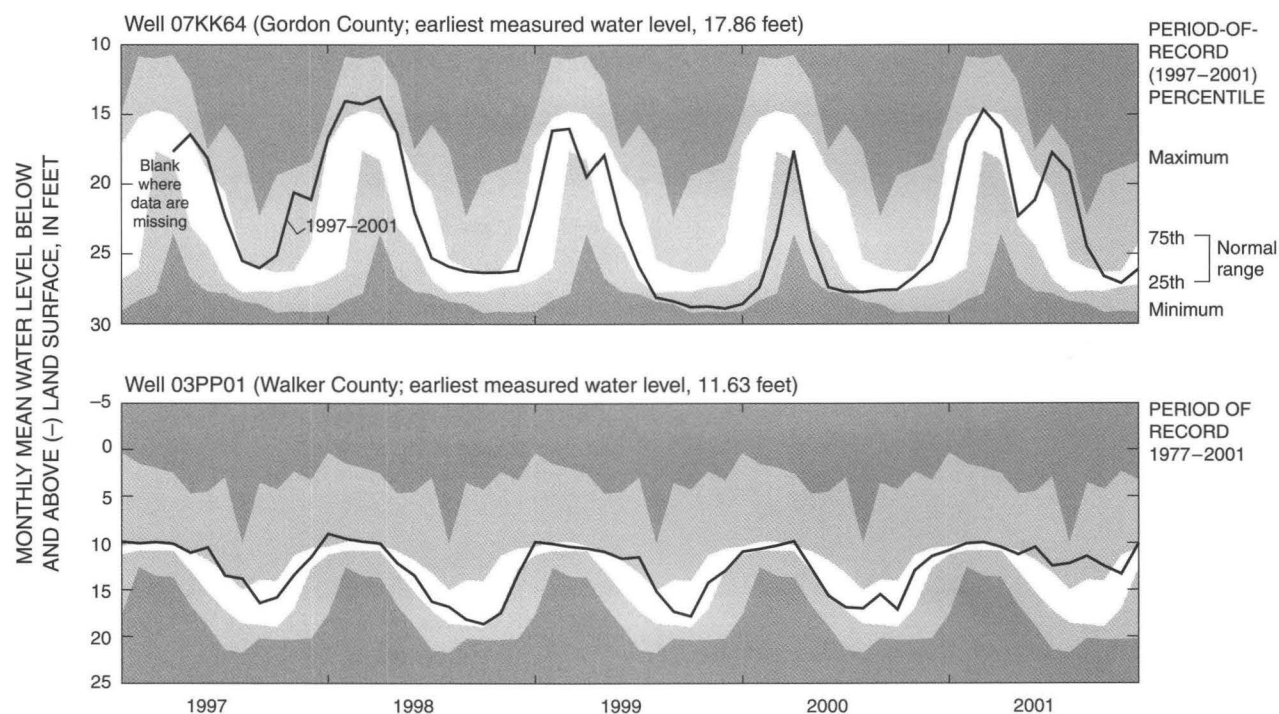 MONTHLY MEAN WATER LEVEL BELOW
AND ABOVE (–) LAND SURFACE, IN FEET
Well 07KK64 (Gordon County; earliest measured water level, 17.86 feet)
10
15
20
25
30
Blank
where
data are
missing
1997–2001
PERIOD-OF-
RECORD
(1997–2001)
PERCENTILE
Maximum
75th
25th
Normal
range
Minimum
Well 03PP01 (Walker County; earliest measured water level, 11.63 feet)
–5
0
5
10
15
20
25
PERIOD OF
RECORD
1977–2001
1997
1998
1999
2000
2001